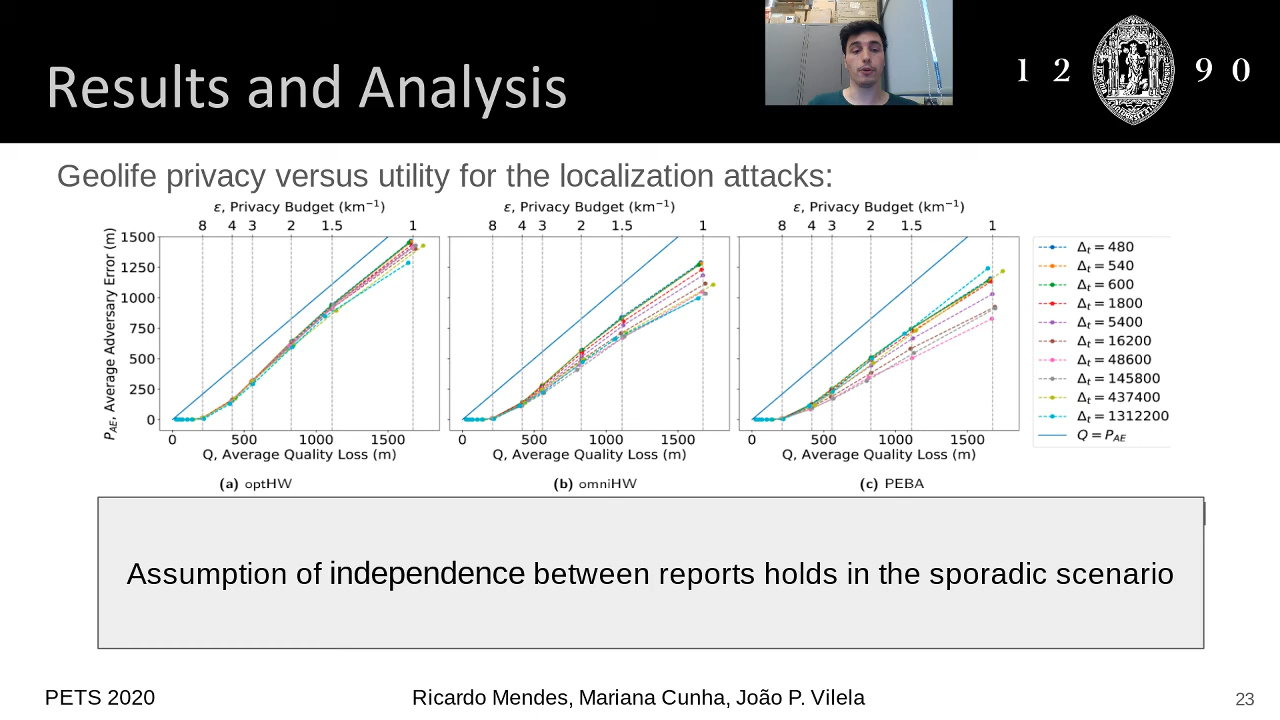 Results and Analysis
1 2 9 0
Geolife privacy versus utility for the localization attacks:
ε, Privacy Budget (km⁻¹)
8 4 3 2 1.5 1
ε, Privacy Budget (km⁻¹)
8 4 3 2 1.5 1
ε, Privacy Budget (km⁻¹)
8 4 3 2 1.5 1
P_AE, Average Adversary Error (m)
1500
1250
1000
750
500
250
0
0 500 1000 1500
Q, Average Quality Loss (m)
(a) optHW
0 500 1000 1500
Q, Average Quality Loss (m)
(b) omniHW
0 500 1000 1500
Q, Average Quality Loss (m)
(c) PEBA
Δt = 480
Δt = 540
Δt = 600
Δt = 1800
Δt = 5400
Δt = 16200
Δt = 48600
Δt = 145800
Δt = 437400
Δt = 1312200
Q = P_AE
Assumption of independence between reports holds in the sporadic scenario
PETS 2020
Ricardo Mendes, Mariana Cunha, João P. Vilela
23